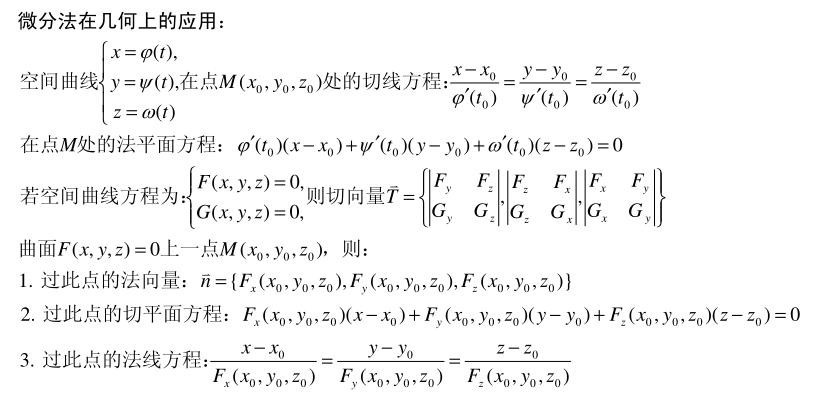 微分法在几何上的应用：
空间曲线{x=φ(t), y=ψ(t), z=ω(t) 在点M(x₀,y₀,z₀)处的切线方程：(x−x₀)/φ′(t₀)=(y−y₀)/ψ′(t₀)=(z−z₀)/ω′(t₀)
在点M处的法平面方程：φ′(t₀)(x−x₀)+ψ′(t₀)(y−y₀)+ω′(t₀)(z−z₀)=0
若空间曲线方程为：{F(x,y,z)=0, G(x,y,z)=0, 则切向量T⃗={|F_y F_z; G_y G_z|,|F_z F_x; G_z G_x|,|F_x F_y; G_x G_y|}
曲面F(x,y,z)=0上一点M(x₀,y₀,z₀)，则：
1. 过此点的法向量：n⃗={F_x(x₀,y₀,z₀),F_y(x₀,y₀,z₀),F_z(x₀,y₀,z₀)}
2. 过此点的切平面方程：F_x(x₀,y₀,z₀)(x−x₀)+F_y(x₀,y₀,z₀)(y−y₀)+F_z(x₀,y₀,z₀)(z−z₀)=0
3. 过此点的法线方程：(x−x₀)/F_x(x₀,y₀,z₀)=(y−y₀)/F_y(x₀,y₀,z₀)=(z−z₀)/F_z(x₀,y₀,z₀)